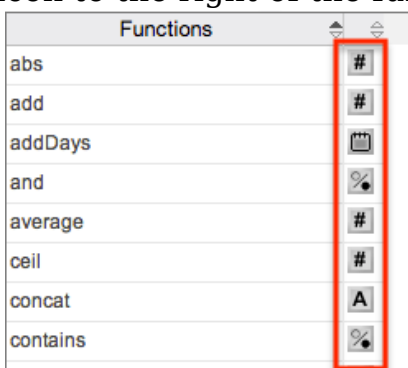 Functions
abs #
add #
addDays
and
average #
ceil #
concat A
contains